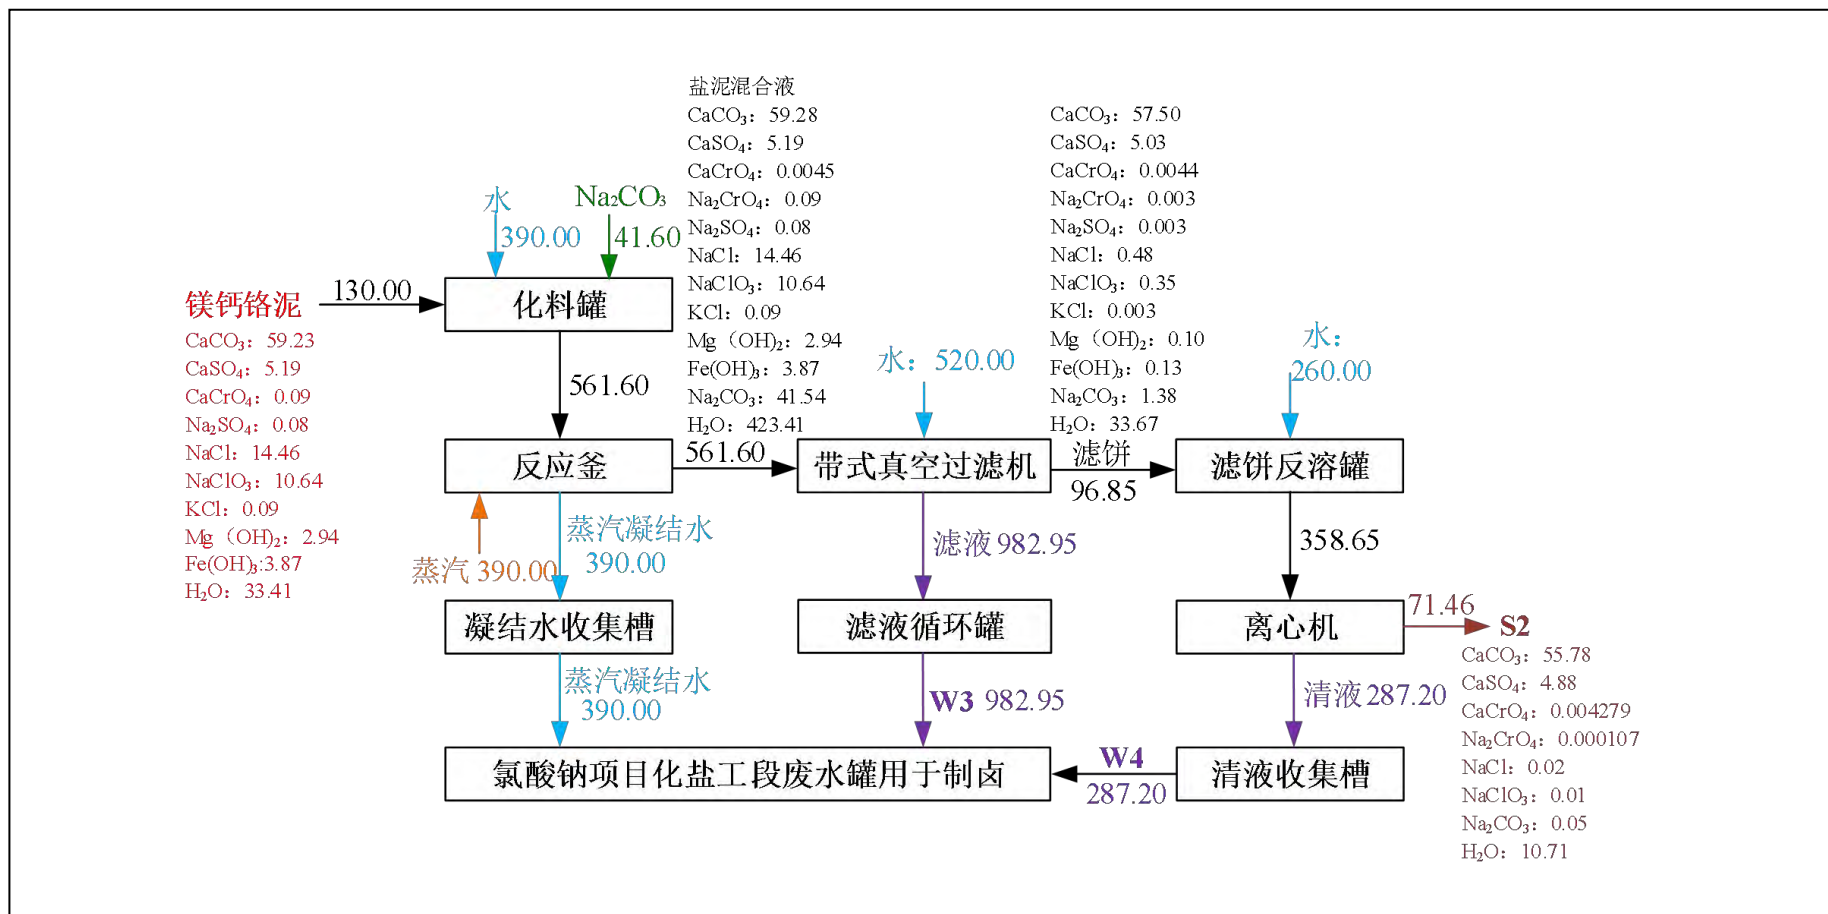 盐泥混合液
CaCO₃：59.28
CaSO₄：5.19
CaCrO₄：0.0045
Na₂CrO₄：0.09
Na₂SO₄：0.08
NaCl：14.46
NaClO₃：10.64
KCl：0.09
Mg（OH)₂：2.94
Fe(OH)₃：3.87
Na₂CO₃：41.54
H₂O：423.41
CaCO₃：57.50
CaSO₄：5.03
CaCrO₄：0.0044
Na₂CrO₄：0.003
Na₂SO₄：0.003
NaCl：0.48
NaClO₃：0.35
KCl：0.003
Mg（OH)₂：0.10
Fe(OH)₃：0.13
Na₂CO₃：1.38
H₂O：33.67
水
390.00
Na₂CO₃
41.60
镁钙铬泥
130.00
化料罐
CaCO₃：59.23
CaSO₄：5.19
CaCrO₄：0.09
Na₂SO₄：0.08
NaCl：14.46
NaClO₃：10.64
KCl：0.09
Mg（OH)₂：2.94
Fe(OH)₃:3.87
H₂O：33.41
561.60
水：520.00
水：
260.00
反应釜
561.60
带式真空过滤机
滤饼
96.85
滤饼反溶罐
蒸汽 390.00
蒸汽凝结水
390.00
滤液 982.95
358.65
凝结水收集槽
滤液循环罐
离心机
71.46
S2
CaCO₃：55.78
CaSO₄：4.88
CaCrO₄：0.004279
Na₂CrO₄：0.000107
NaCl：0.02
NaClO₃：0.01
Na₂CO₃：0.05
H₂O：10.71
蒸汽凝结水
390.00
W3 982.95
清液 287.20
氯酸钠项目化盐工段废水罐用于制卤
W4
287.20
清液收集槽